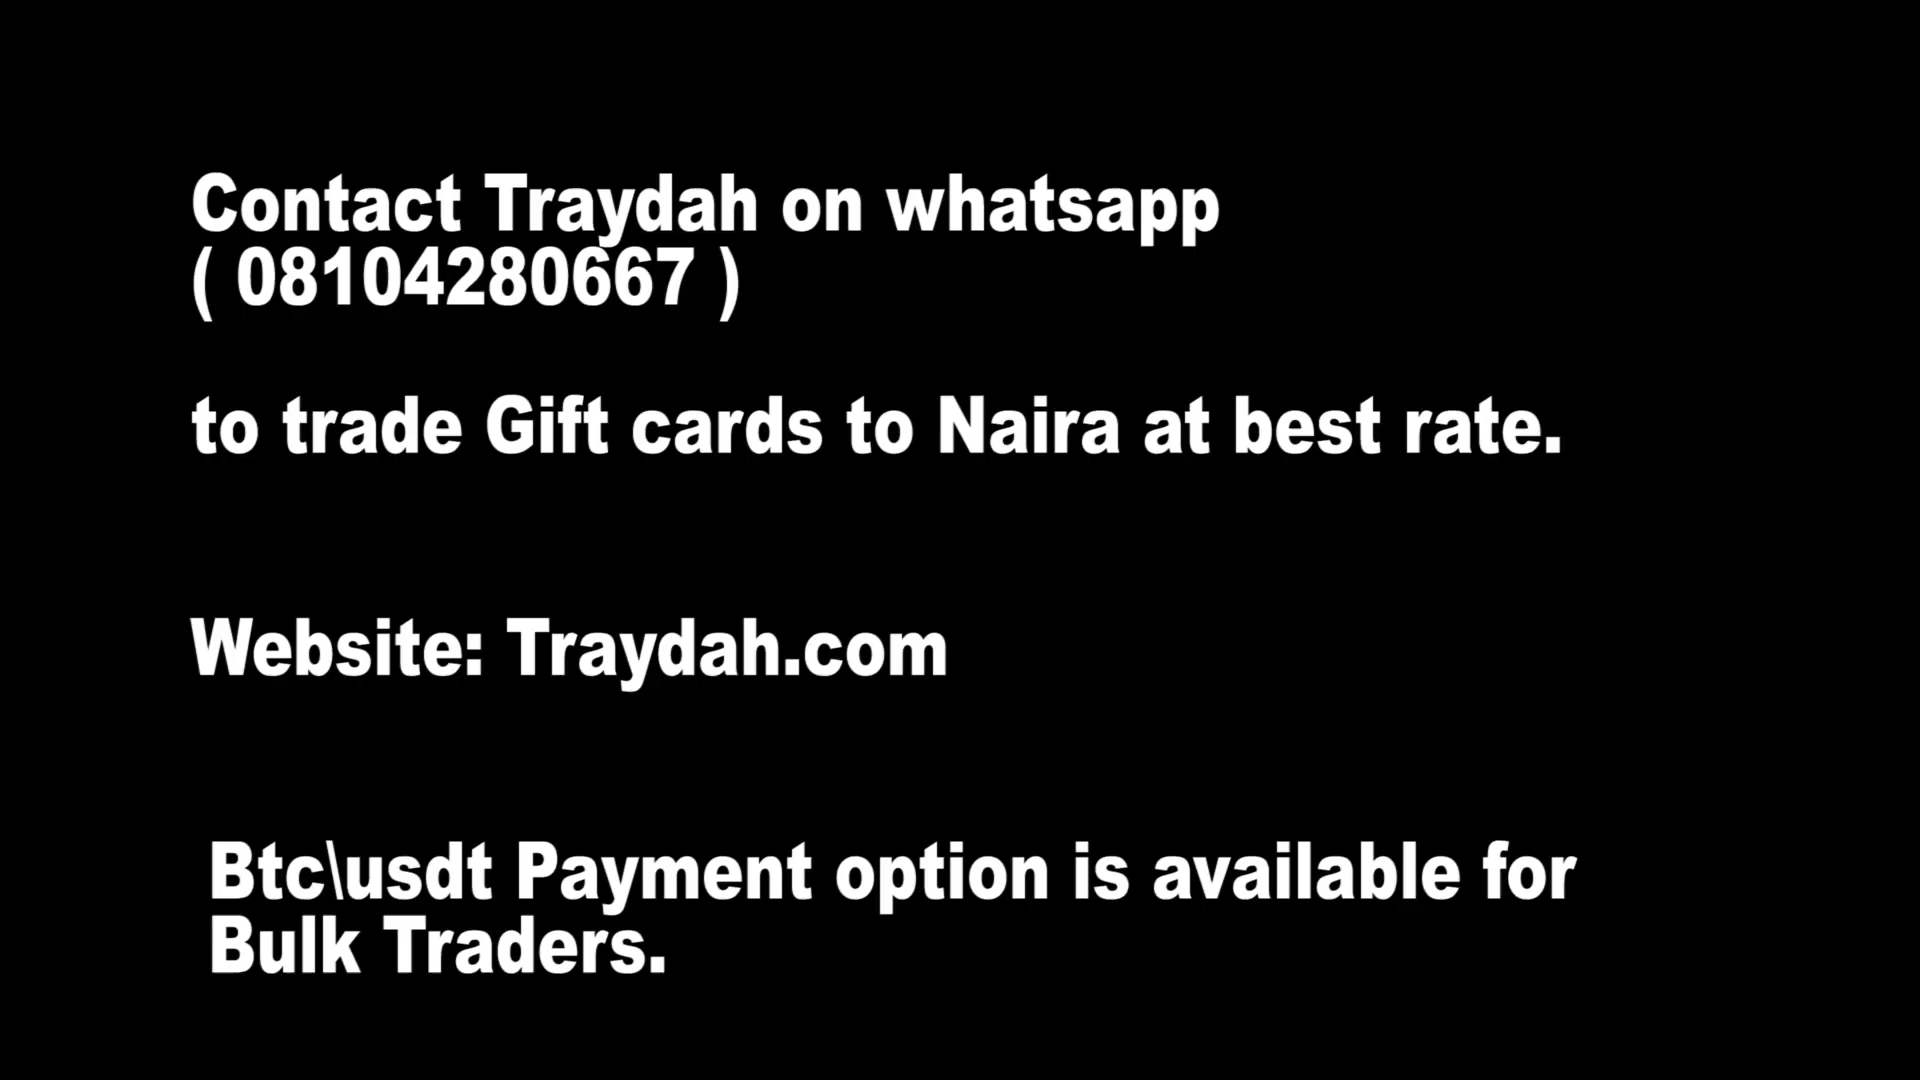 Contact Traydah on whatsapp
( 08104280667 )
to trade Gift cards to Naira at best rate.
Website: Traydah.com
Btc\usdt Payment option is available for
Bulk Traders.